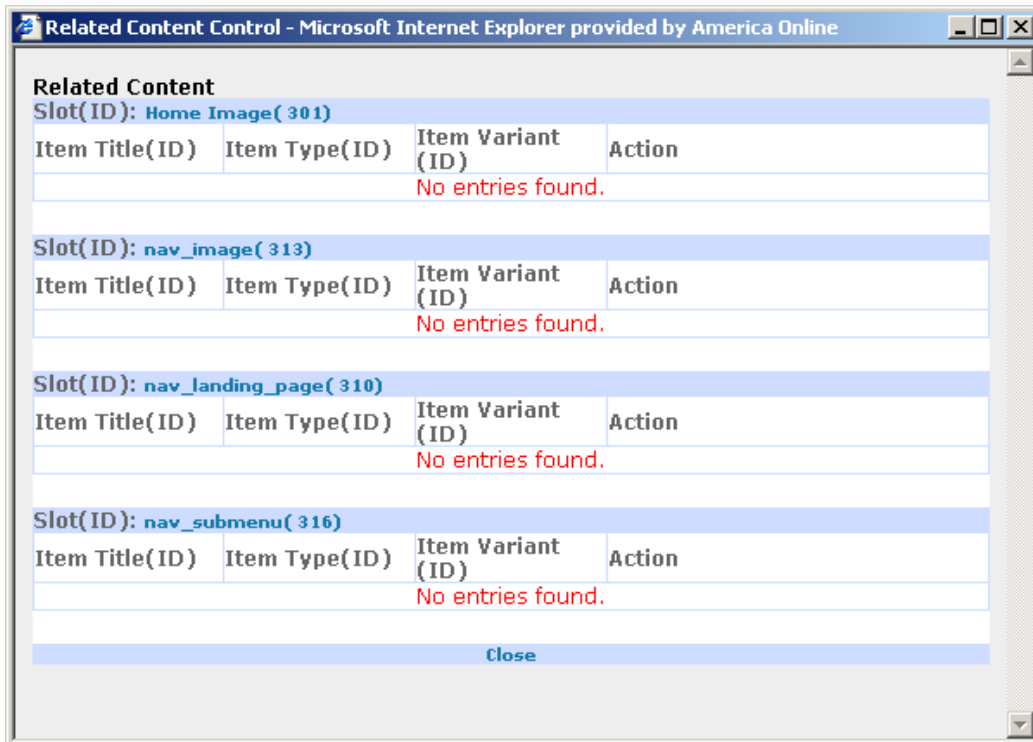 Related Content Control - Microsoft Internet Explorer provided by America Online
Related Content
Slot(ID): Home Image( 301)
Item Title(ID) Item Type(ID) Item Variant (ID) Action
No entries found.
Slot(ID): nav_image( 313)
Item Title(ID) Item Type(ID) Item Variant (ID) Action
No entries found.
Slot(ID): nav_landing_page( 310)
Item Title(ID) Item Type(ID) Item Variant (ID) Action
No entries found.
Slot(ID): nav_submenu( 316)
Item Title(ID) Item Type(ID) Item Variant (ID) Action
No entries found.
Close